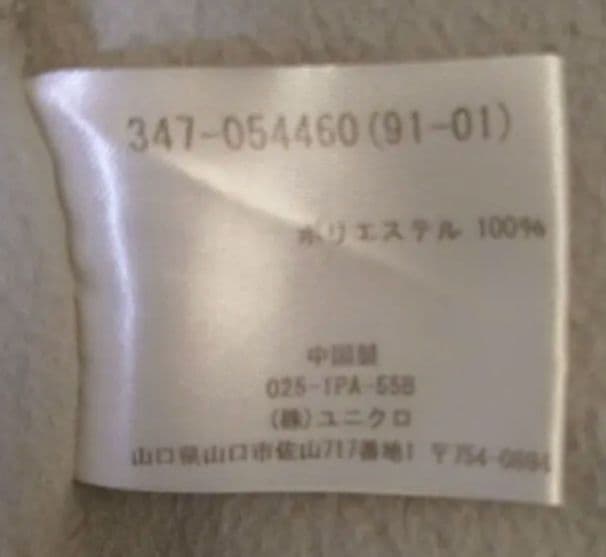 347-054460(91-01)
ポリエステル 100%
中国製
025-1PA-55B
(株)ユニクロ
山口県山口市佐山717番地1 〒754-0894